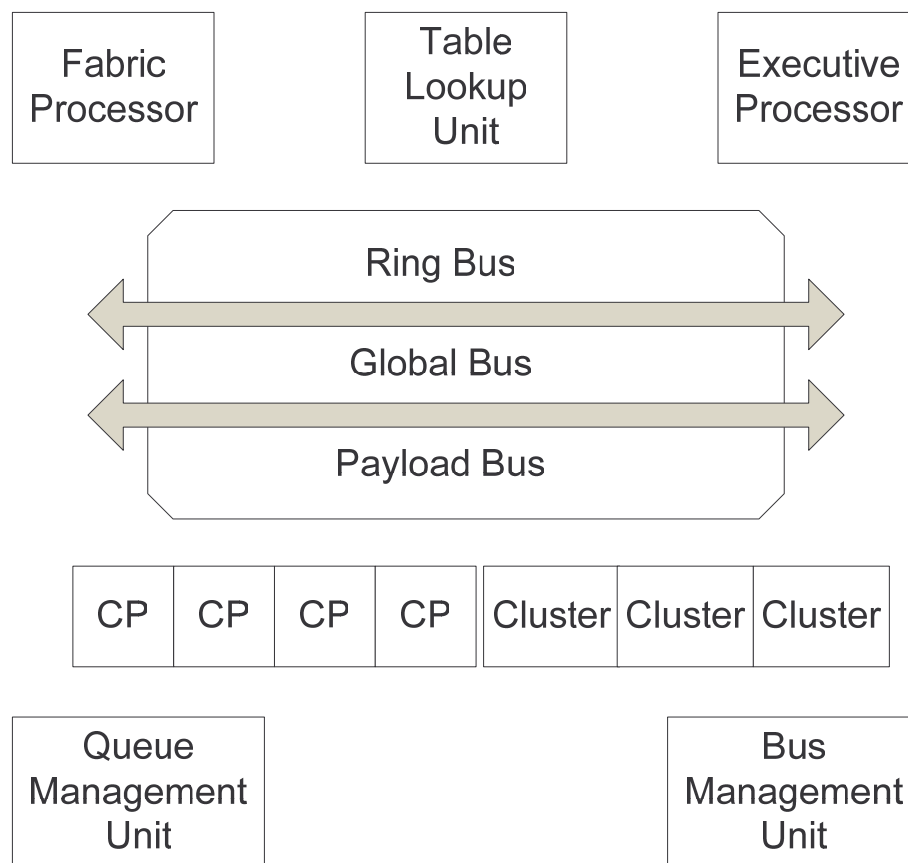 Fabric
Processor
Table
Lookup
Unit
Executive
Processor
Ring Bus
Global Bus
Payload Bus
CP
CP
CP
CP
Cluster
Cluster
Cluster
Queue
Management
Unit
Bus
Management
Unit